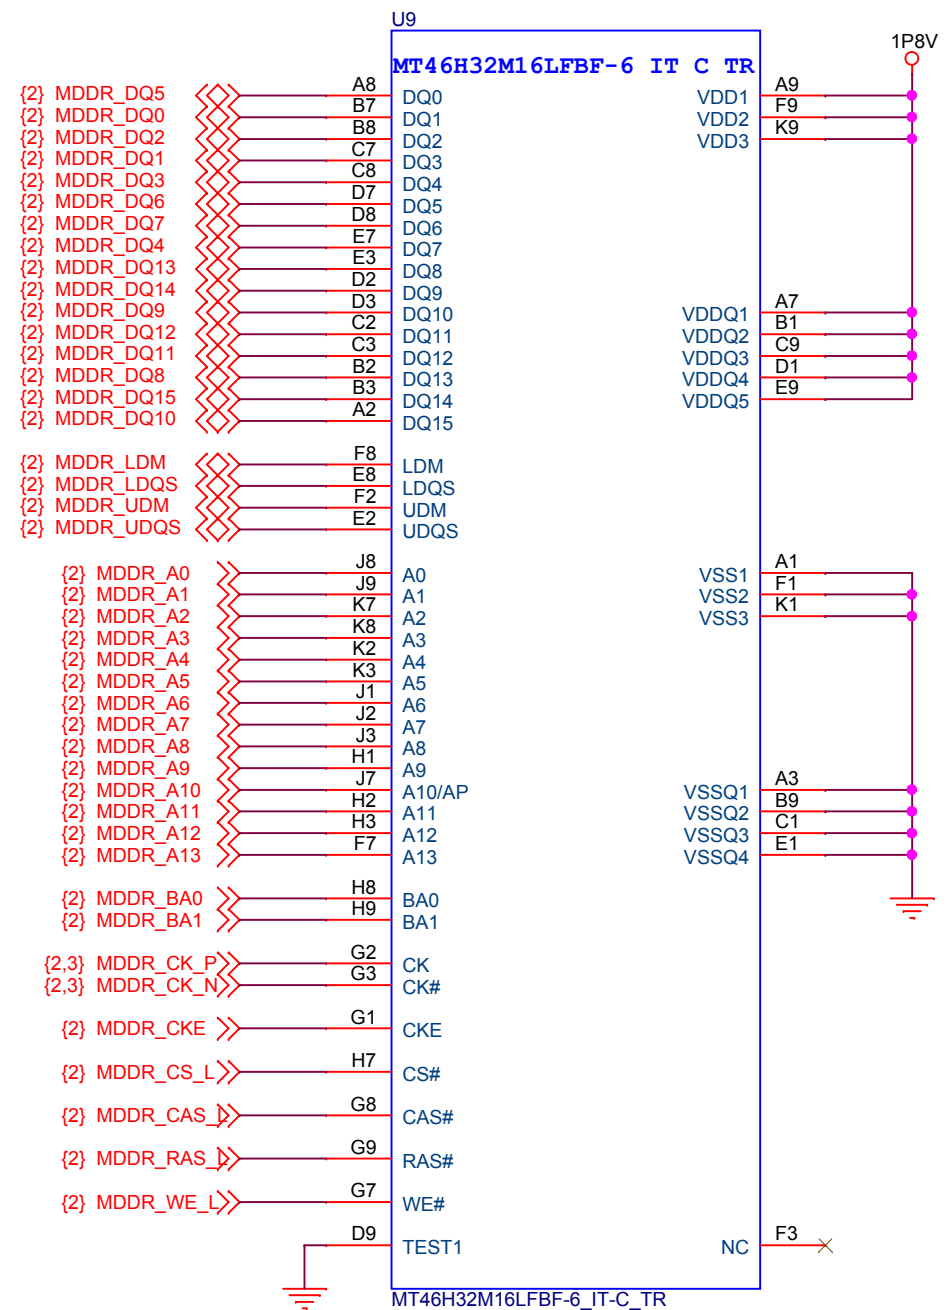 U9
1P8V
MT46H32M16LFBF-6 IT C TR
{2} MDDR_DQ5 A8 DQ0 VDD1 A9
{2} MDDR_DQ0 B7 DQ1 VDD2 F9
{2} MDDR_DQ2 B8 DQ2 VDD3 K9
{2} MDDR_DQ1 C7 DQ3
{2} MDDR_DQ3 C8 DQ4
{2} MDDR_DQ6 D7 DQ5
{2} MDDR_DQ7 D8 DQ6
{2} MDDR_DQ4 E7 DQ7
{2} MDDR_DQ13 E3 DQ8
{2} MDDR_DQ14 D2 DQ9
{2} MDDR_DQ9 D3 DQ10 VDDQ1 A7
{2} MDDR_DQ12 C2 DQ11 VDDQ2 B1
{2} MDDR_DQ11 C3 DQ12 VDDQ3 C9
{2} MDDR_DQ8 B2 DQ13 VDDQ4 D1
{2} MDDR_DQ15 B3 DQ14 VDDQ5 E9
{2} MDDR_DQ10 A2 DQ15
{2} MDDR_LDM F8 LDM
{2} MDDR_LDQS E8 LDQS
{2} MDDR_UDM F2 UDM
{2} MDDR_UDQS E2 UDQS
{2} MDDR_A0 J8 A0 VSS1 A1
{2} MDDR_A1 J9 A1 VSS2 F1
{2} MDDR_A2 K7 A2 VSS3 K1
{2} MDDR_A3 K8 A3
{2} MDDR_A4 K2 A4
{2} MDDR_A5 K3 A5
{2} MDDR_A6 J1 A6
{2} MDDR_A7 J2 A7
{2} MDDR_A8 J3 A8
{2} MDDR_A9 H1 A9
{2} MDDR_A10 J7 A10/AP VSSQ1 A3
{2} MDDR_A11 H2 A11 VSSQ2 B9
{2} MDDR_A12 H3 A12 VSSQ3 C1
{2} MDDR_A13 F7 A13 VSSQ4 E1
{2} MDDR_BA0 H8 BA0
{2} MDDR_BA1 H9 BA1
{2,3} MDDR_CK_P G2 CK
{2,3} MDDR_CK_N G3 CK#
{2} MDDR_CKE G1 CKE
{2} MDDR_CS_L H7 CS#
{2} MDDR_CAS_L G8 CAS#
{2} MDDR_RAS_L G9 RAS#
{2} MDDR_WE_L G7 WE#
D9 TEST1 NC F3
MT46H32M16LFBF-6_IT-C_TR